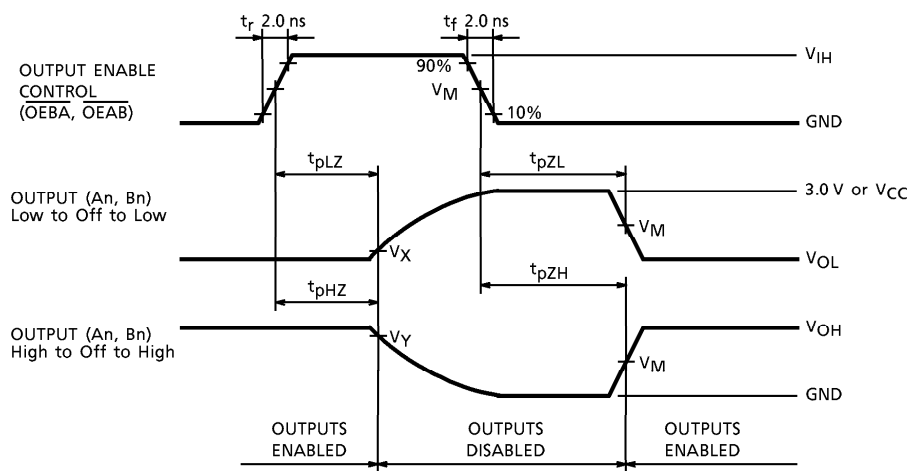 tr 2.0 ns
tf 2.0 ns
VIH
90%
OUTPUT ENABLE
CONTROL
(O̅E̅B̅A̅, O̅E̅A̅B̅)
VM
10%
GND
tpLZ
tpZL
OUTPUT (An, Bn)
Low to Off to Low
3.0 V or VCC
VM
VX
VOL
tpHZ
tpZH
OUTPUT (An, Bn)
High to Off to High
VOH
VY
VM
GND
OUTPUTS
ENABLED
OUTPUTS
DISABLED
OUTPUTS
ENABLED